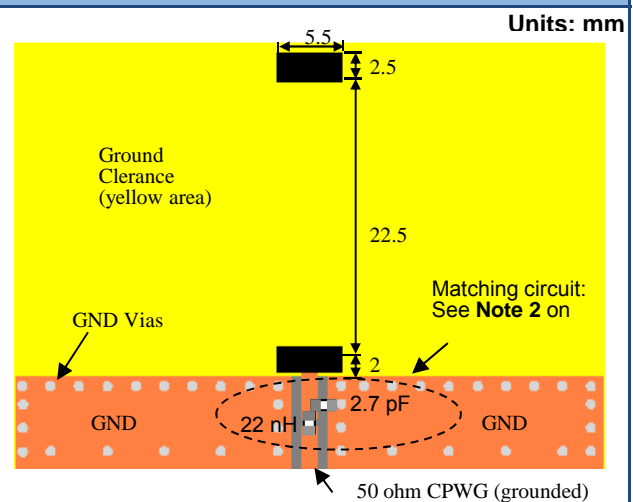 Units: mm
5.5
2.5
Ground
Clerance
(yellow area)
22.5
Matching circuit:
See Note 2 on
GND Vias
2
2.7 pF
GND
22 nH
GND
50 ohm CPWG (grounded)